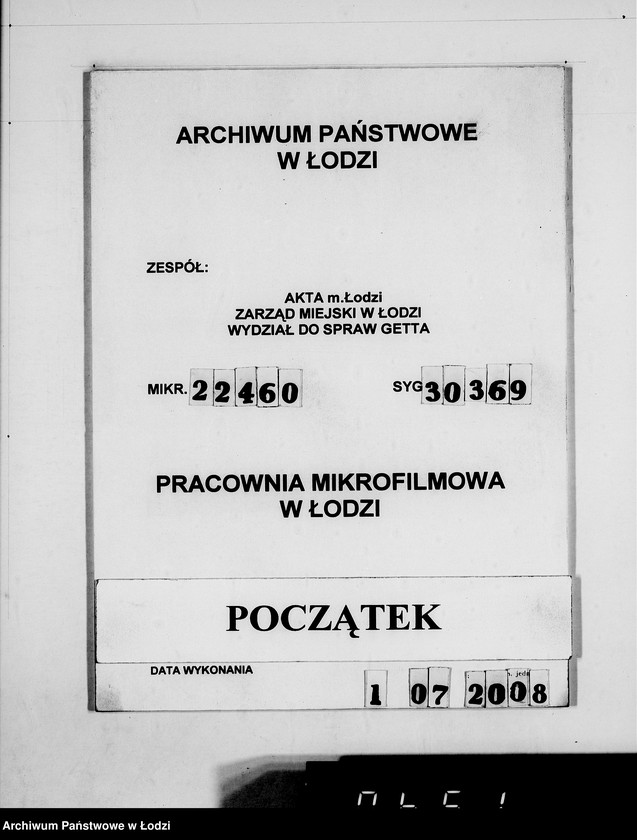 ARCHIWUM PAŃSTWOWE
W ŁODZI
ZESPÓŁ:
AKTA m.Łodzi
ZARZĄD MIEJSKI W ŁODZI
WYDZIAŁ DO SPRAW GETTA
MIKR. 22460 SYG 30369
PRACOWNIA MIKROFILMOWA
W ŁODZI
POCZĄTEK
DATA WYKONANIA
1 07 2008
Archiwum Państwowe w Łodzi